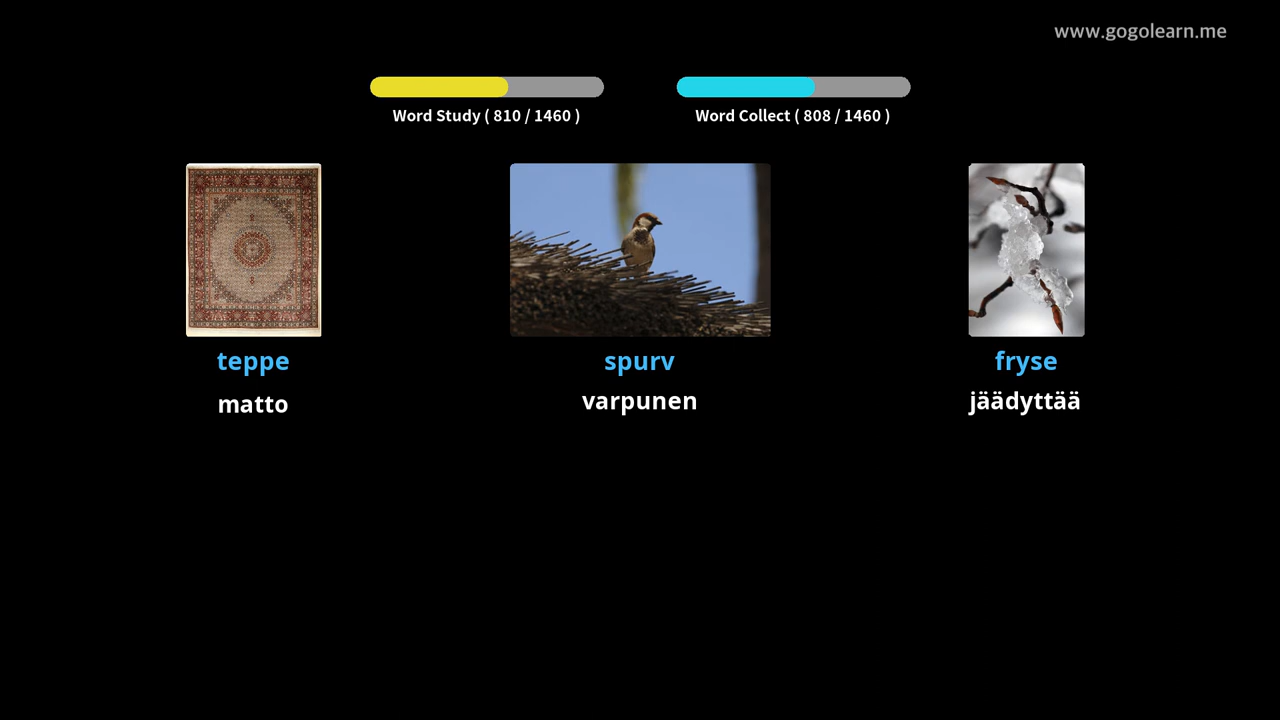 www.gogolearn.me
Word Study ( 810 / 1460 )
Word Collect ( 808 / 1460 )
teppe
matto
spurv
varpunen
fryse
jäädyttää